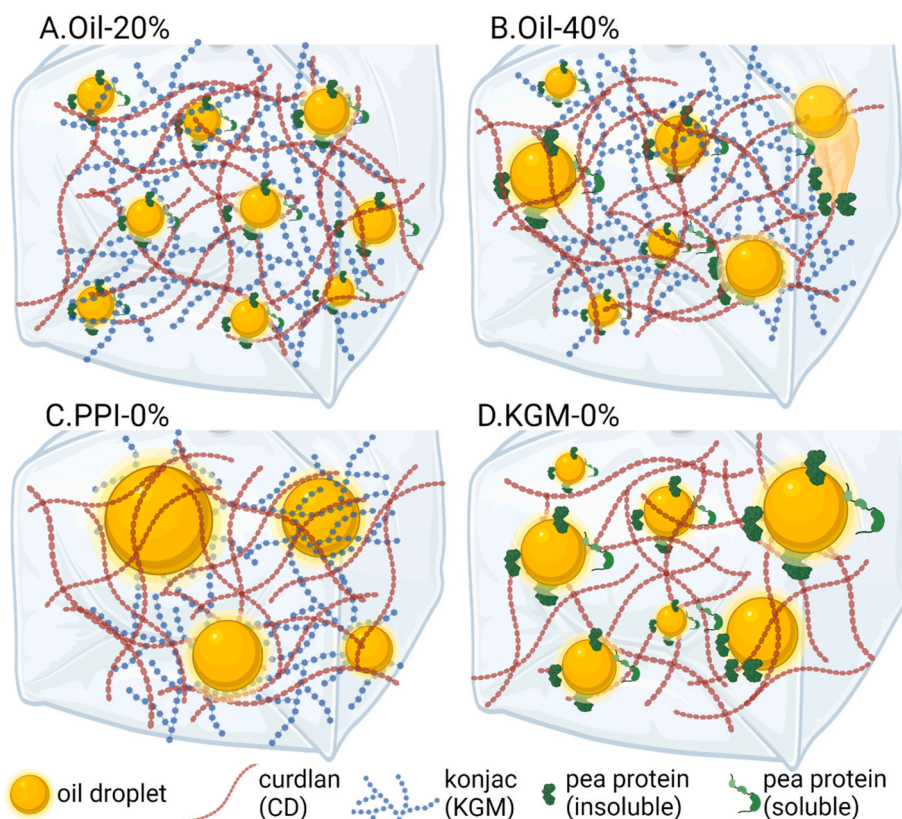 A.Oil-20%
B.Oil-40%
C.PPI-0%
D.KGM-0%
oil droplet
curdlan
(CD)
konjac
(KGM)
pea protein
(insoluble)
pea protein
(soluble)